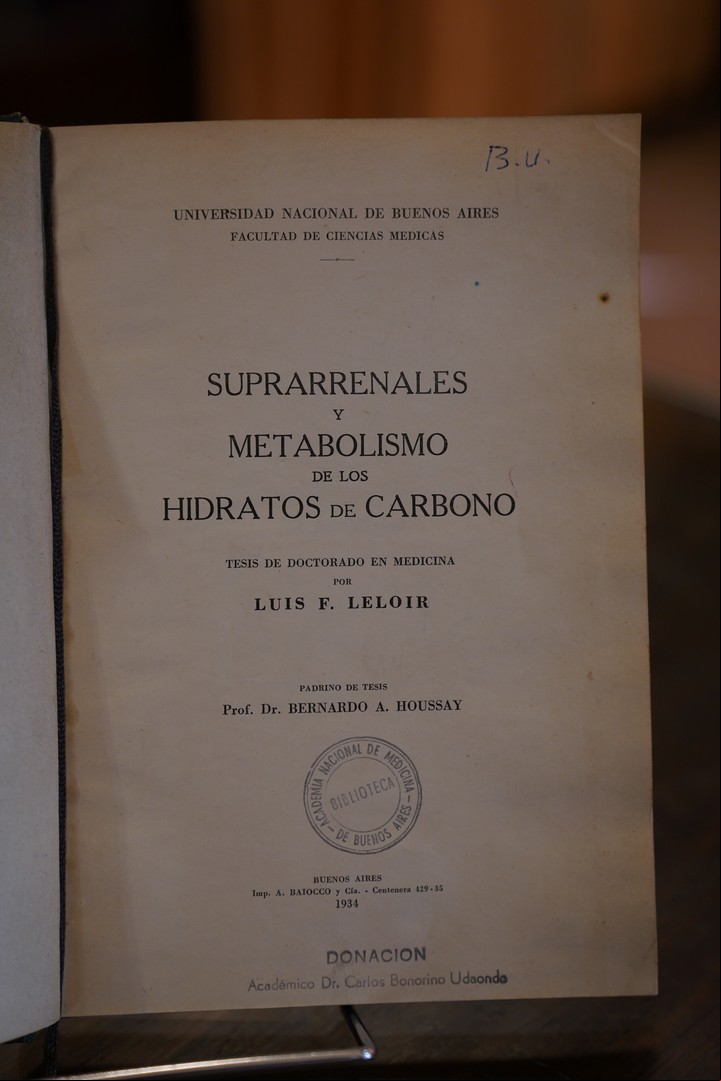 B.U.
UNIVERSIDAD NACIONAL DE BUENOS AIRES
FACULTAD DE CIENCIAS MEDICAS
SUPRARRENALES
Y
METABOLISMO
DE LOS
HIDRATOS DE CARBONO
TESIS DE DOCTORADO EN MEDICINA
POR
LUIS F. LELOIR
PADRINO DE TESIS
Prof. Dr. BERNARDO A. HOUSSAY
ACADEMIA NACIONAL DE MEDICINA
BIBLIOTECA
- DE BUENOS AIRES -
BUENOS AIRES
Imp. A. BAIOCCO y Cía. - Centenera 429-35
1934
DONACION
Académico Dr. Carlos Bonorino Udaondo